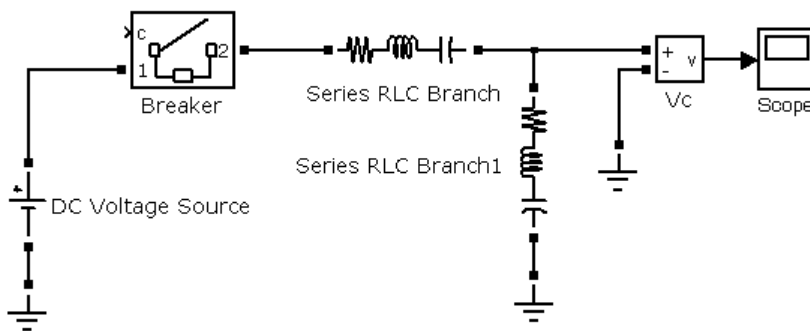 c
1 2
Breaker
Series RLC Branch
+
-
v
Vc
Scope
Series RLC Branch1
+
DC Voltage Source